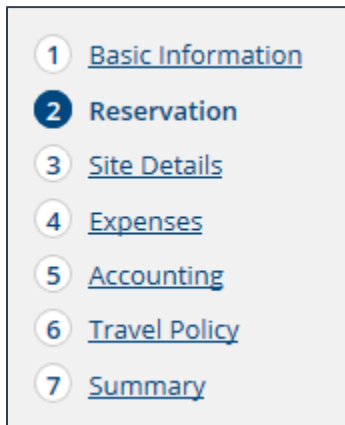 1 Basic Information
2 Reservation
3 Site Details
4 Expenses
5 Accounting
6 Travel Policy
7 Summary